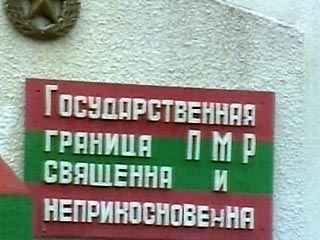 Государственная
граница ПМР
священна и
неприкосновенна